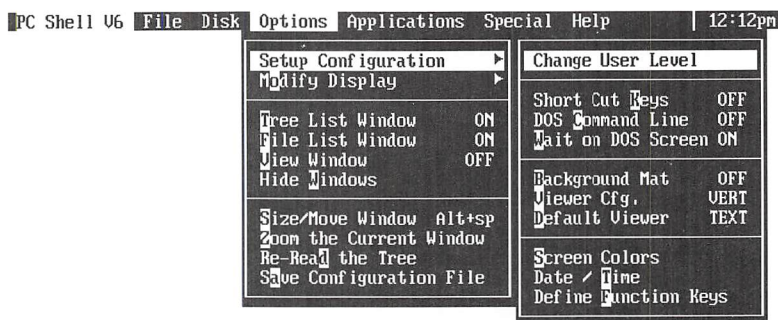 PC Shell V6 File Disk Options Applications Special Help 12:12pm
Setup Configuration
Modify Display
Tree List Window ON
File List Window ON
View Window OFF
Hide Windows
Size/Move Window Alt+sp
Zoom the Current Window
Re-Read the Tree
Save Configuration File
Change User Level
Short Cut Keys OFF
DOS Command Line OFF
Wait on DOS Screen ON
Background Mat OFF
Viewer Cfg. VERT
Default Viewer TEXT
Screen Colors
Date / Time
Define Function Keys